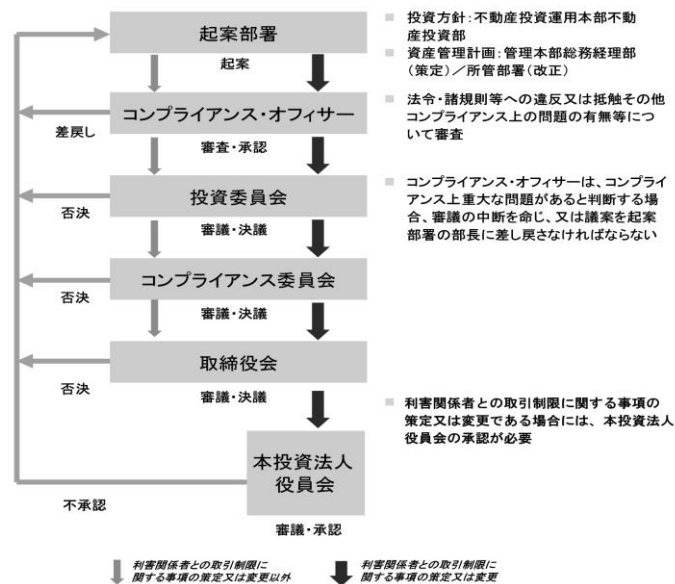 起案部署
起案
■ 投資方針：不動産投資運用本部不動
産投資部
■ 資産管理計画：管理本部総務経理部
（策定）／所管部署（改正）
コンプライアンス・オフィサー
差戻し
審査・承認
■ 法令・諸規則等への違反又は抵触その他
コンプライアンス上の問題の有無等につ
いて審査
投資委員会
否決
審議・決議
■ コンプライアンス・オフィサーは、コンプライ
アンス上重大な問題があると判断する場
合、審議の中断を命じ、又は議案を起案
部署の部長に差し戻さなければならない
コンプライアンス委員会
否決
審議・決議
取締役会
否決
審議・決議
■ 利害関係者との取引制限に関する事項の
策定又は変更である場合には、本投資法人
役員会の承認が必要
本投資法人
役員会
不承認
審議・承認
利害関係者との取引制限に
関する事項の策定又は変更以外
利害関係者との取引制限に
関する事項の策定又は変更